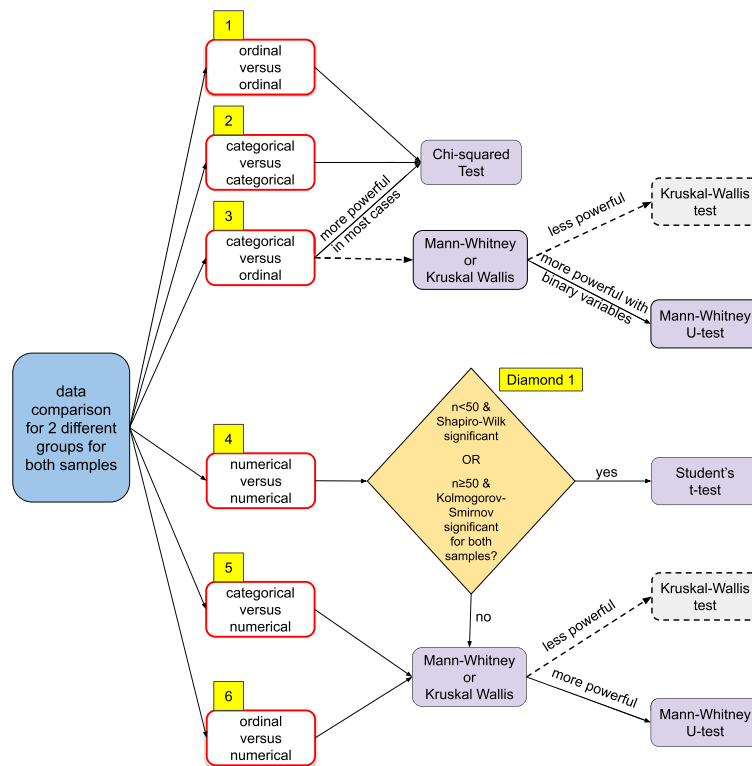 1
ordinal
versus
ordinal
2
categorical
versus
categorical
3
categorical
versus
ordinal
more powerful
in most cases
Chi-squared
Test
Mann-Whitney
or
Kruskal Wallis
less powerful
Kruskal-Wallis
test
more powerful with
binary variables
Mann-Whitney
U-test
data
comparison
for 2 different
groups for
both samples
Diamond 1
4
numerical
versus
numerical
n<50 &
Shapiro-Wilk
significant
OR
n≥50 &
Kolmogorov-
Smirnov
significant
for both
samples?
yes
Student's
t-test
no
5
categorical
versus
numerical
6
ordinal
versus
numerical
Mann-Whitney
or
Kruskal Wallis
less powerful
Kruskal-Wallis
test
more powerful
Mann-Whitney
U-test